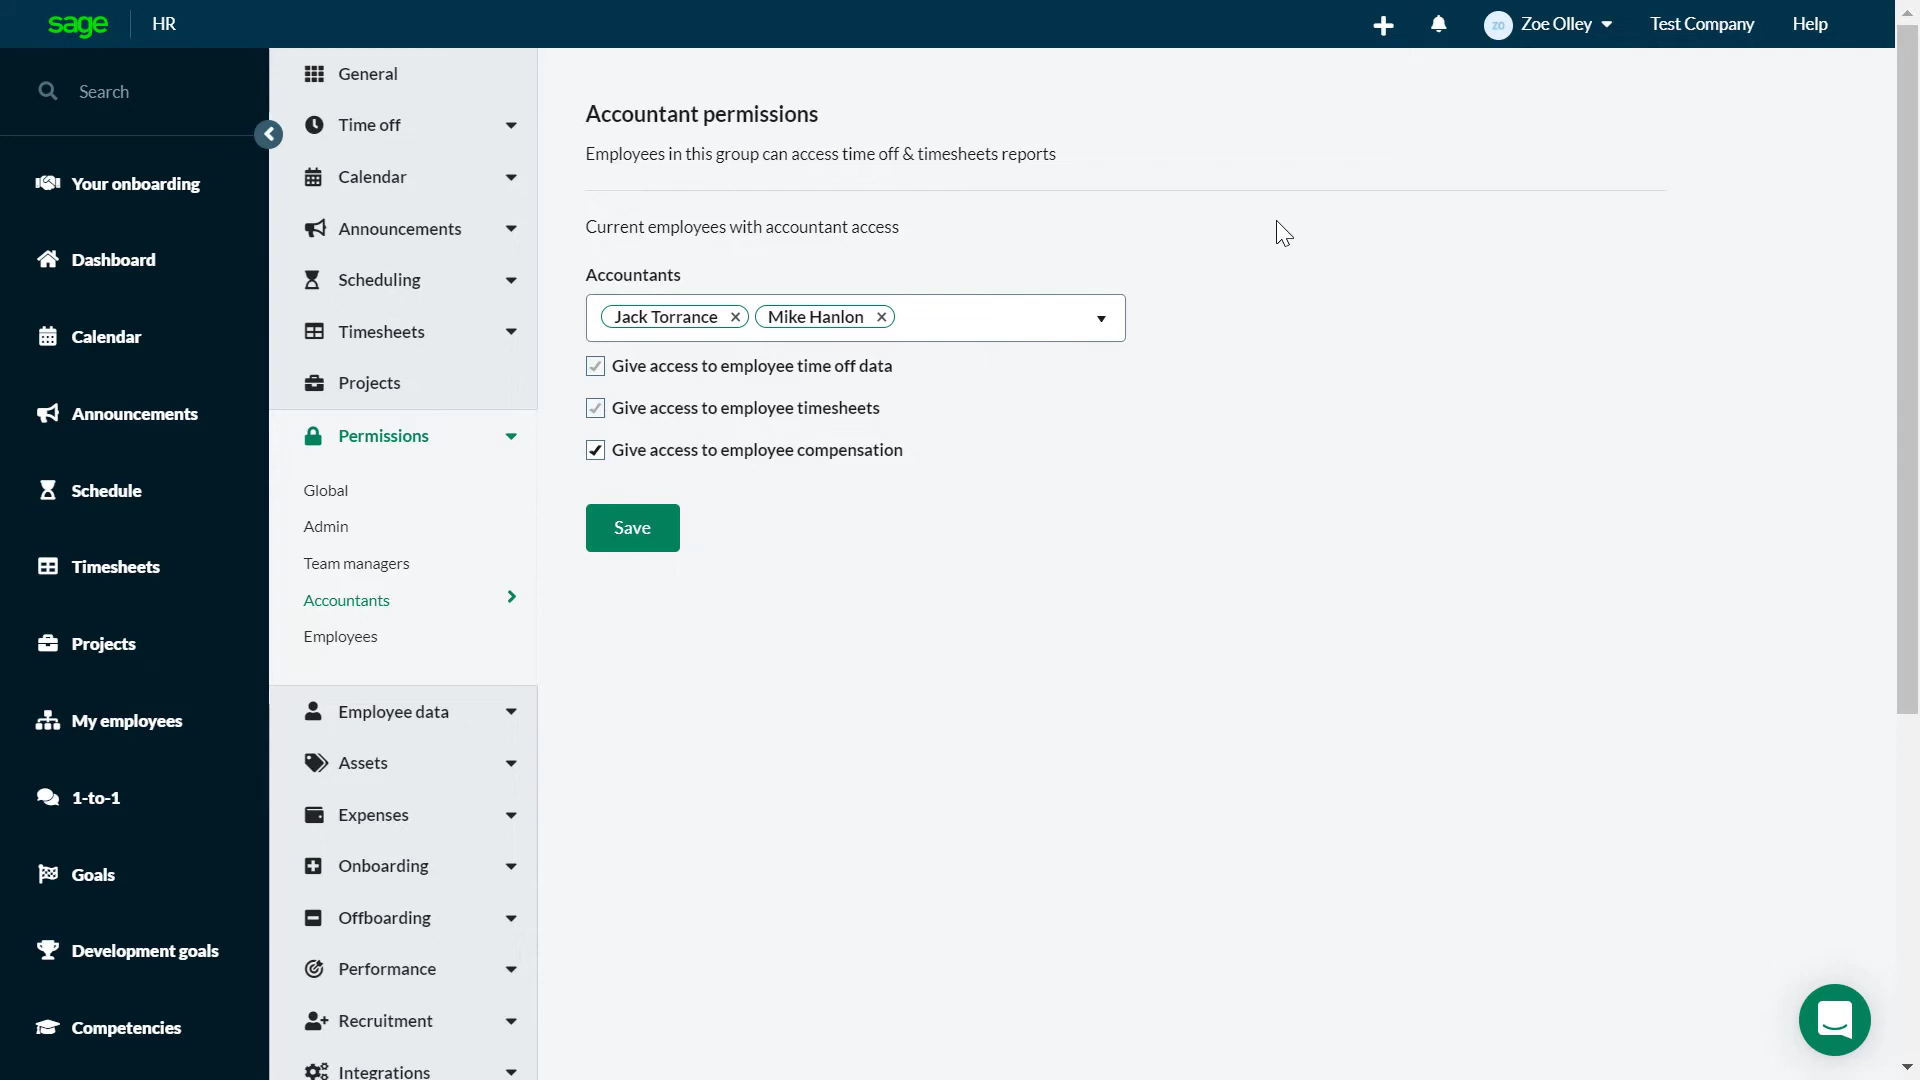 sage HR
ZO Zoe Olley Test Company Help
Search
Your onboarding
Dashboard
Calendar
Announcements
Schedule
Timesheets
Projects
My employees
1-to-1
Goals
Development goals
Competencies
General
Time off
Calendar
Announcements
Scheduling
Timesheets
Projects
Permissions
Global
Admin
Team managers
Accountants
Employees
Employee data
Assets
Expenses
Onboarding
Offboarding
Performance
Recruitment
Integrations
Accountant permissions
Employees in this group can access time off & timesheets reports
Current employees with accountant access
Accountants
Jack Torrance × Mike Hanlon ×
Give access to employee time off data
Give access to employee timesheets
Give access to employee compensation
Save